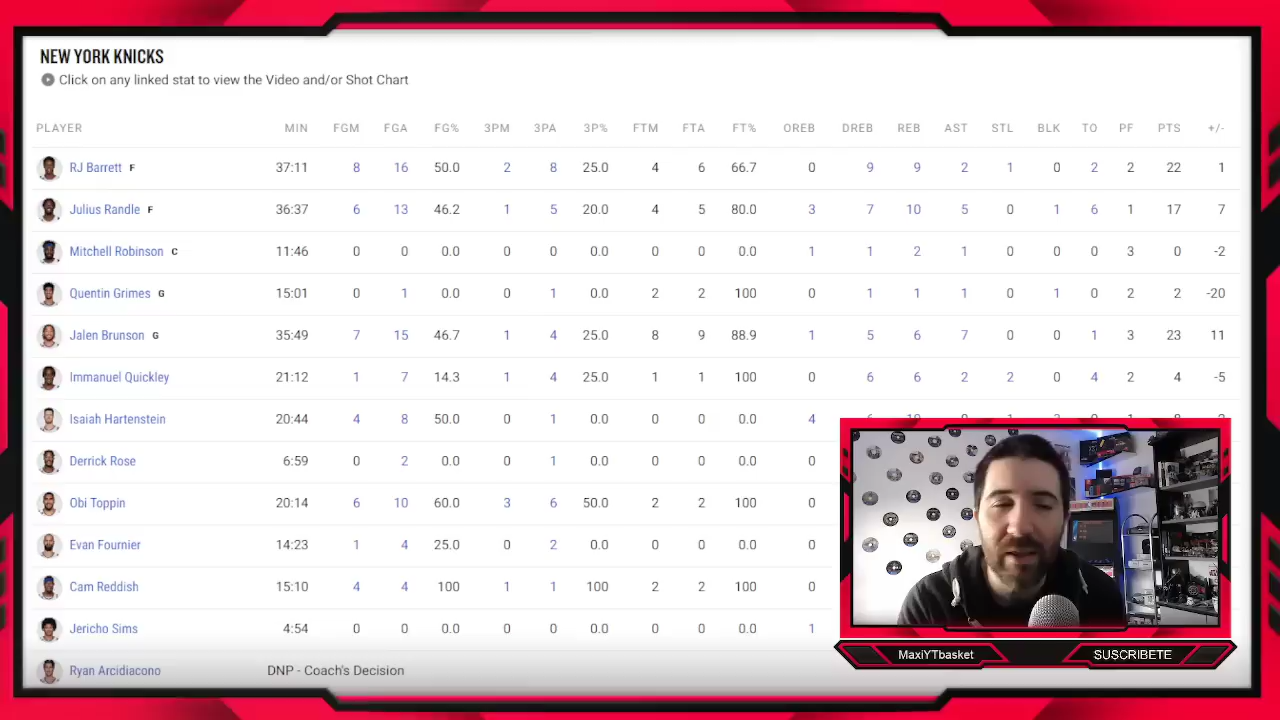 NEW YORK KNICKS
Click on any linked stat to view the Video and/or Shot Chart
PLAYER MIN FGM FGA FG% 3PM 3PA 3P% FTM FTA FT% OREB DREB REB AST STL BLK TO PF PTS +/-
RJ Barrett F 37:11 8 16 50.0 2 8 25.0 4 6 66.7 0 9 9 2 1 0 2 2 22 1
Julius Randle F 36:37 6 13 46.2 1 5 20.0 4 5 80.0 3 7 10 5 0 1 6 1 17 7
Mitchell Robinson C 11:46 0 0 0.0 0 0 0.0 0 0 0.0 1 1 2 1 0 0 0 3 0 -2
Quentin Grimes G 15:01 0 1 0.0 0 1 0.0 2 2 100 0 1 1 1 0 1 0 2 2 -20
Jalen Brunson G 35:49 7 15 46.7 1 4 25.0 8 9 88.9 1 5 6 7 0 0 1 3 23 11
Immanuel Quickley 21:12 1 7 14.3 1 4 25.0 1 1 100 0 6 6 2 2 0 4 2 4 -5
Isaiah Hartenstein 20:44 4 8 50.0 0 1 0.0 0 0 0.0 4
Derrick Rose 6:59 0 2 0.0 0 1 0.0 0 0 0.0 0
Obi Toppin 20:14 6 10 60.0 3 6 50.0 2 2 100 0
Evan Fournier 14:23 1 4 25.0 0 2 0.0 0 0 0.0 0
Cam Reddish 15:10 4 4 100 1 1 100 2 2 100 0
Jericho Sims 4:54 0 0 0.0 0 0 0.0 0 0 0.0 1
Ryan Arcidiacono DNP - Coach's Decision
MaxiYTbasket SUSCRIBETE